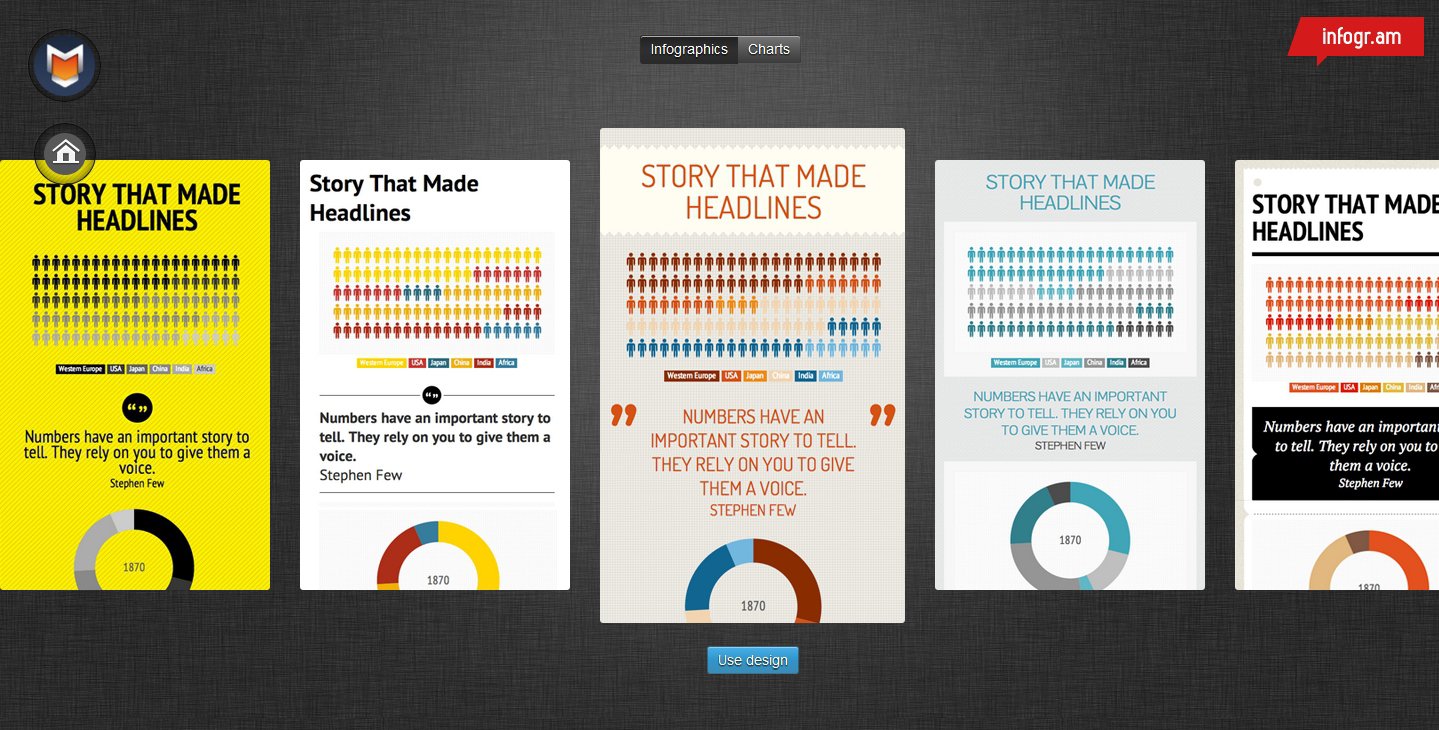 Infographics Charts
infogr.am
STORY THAT MADE
HEADLINES
Western Europe USA Japan China India Africa
“ ”
Numbers have an important story to
tell. They rely on you to give them a
voice.
Stephen Few
1870
Story That Made
Headlines
Western Europe USA Japan China India Africa
“ ”
Numbers have an important story to
tell. They rely on you to give them a
voice.
Stephen Few
1870
STORY THAT MADE
HEADLINES
Western Europe USA Japan China India Africa
” NUMBERS HAVE AN ”
IMPORTANT STORY TO TELL.
THEY RELY ON YOU TO GIVE
THEM A VOICE.
STEPHEN FEW
1870
STORY THAT MADE
HEADLINES
Western Europe USA Japan China India Africa
NUMBERS HAVE AN IMPORTANT
STORY TO TELL. THEY RELY ON YOU
TO GIVE THEM A VOICE.
STEPHEN FEW
1870
STORY THAT MADE
HEADLINES
Western Europe USA Japan China India Af
Numbers have an important
to tell. They rely on you to
them a voice.
Stephen Few
1870
Use design